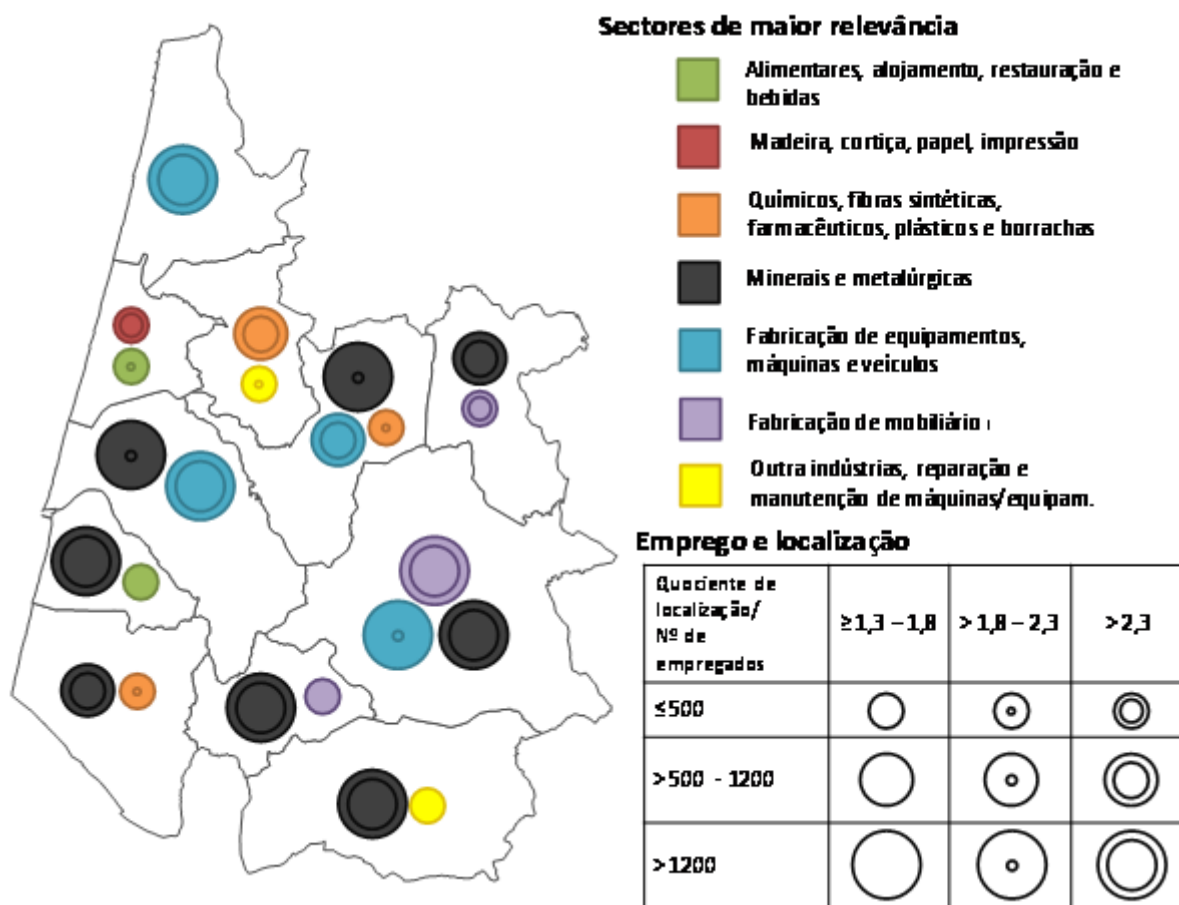 Sectores de maior relevância
Alimentares, alojamento, restauração e
bebidas
Madeira, cortiça, papel, impressão
Químicos, fibras sintéticas,
farmacêuticos, plásticos e borrachas
Minerais e metalúrgicas
Fabricação de equipamentos,
máquinas e veículos
Fabricação de mobiliário
Outra indústrias, reparação e
manutenção de máquinas/equipam.
Emprego e localização
Quociente de
localização/
Nº de
empregados
≥1,3 – 1,8
> 1,8 – 2,3
>2,3
≤500
>500 - 1200
>1200